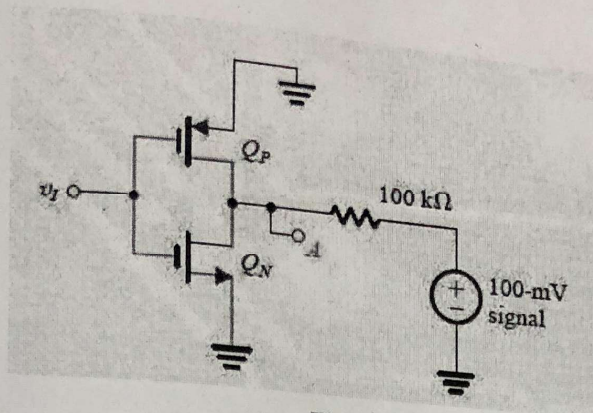 Q_P
v_I
100 kΩ
A
Q_N
100-mV
signal